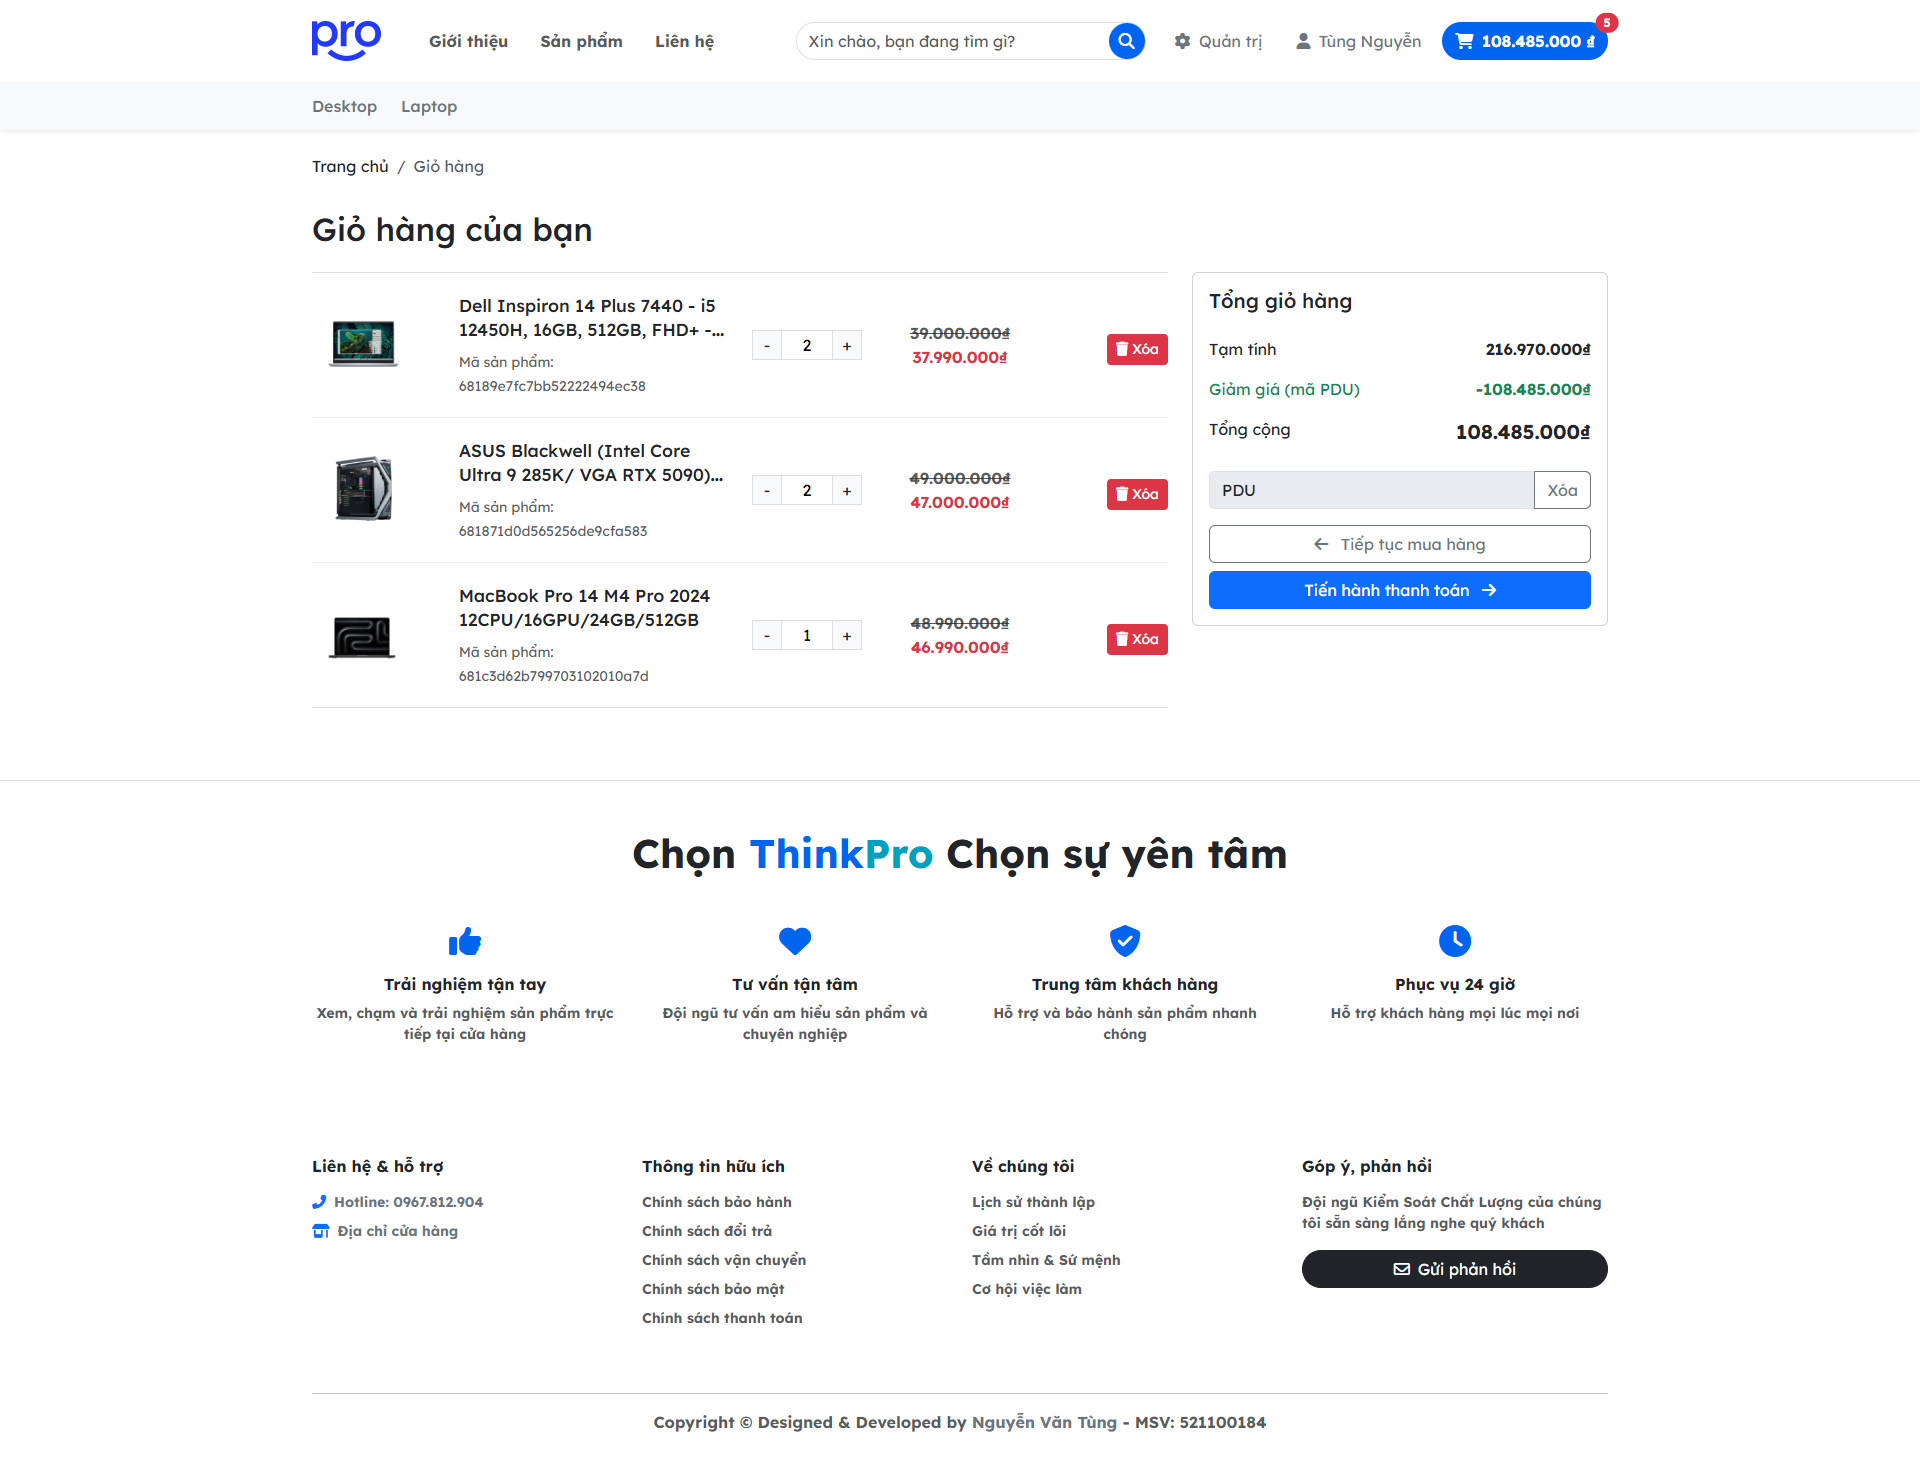 pro
Giới thiệu
Sản phẩm
Liên hệ
Xin chào, bạn đang tìm gì?
Quản trị
Tùng Nguyễn
108.485.000 ₫
5
Desktop
Laptop
Trang chủ / Giỏ hàng
Giỏ hàng của bạn
Dell Inspiron 14 Plus 7440 - i5
12450H, 16GB, 512GB, FHD+ -...
Mã sản phẩm:
68189e7fc7bb52222494ec38
- 2 +
39.000.000₫
37.990.000₫
Xóa
ASUS Blackwell (Intel Core
Ultra 9 285K/ VGA RTX 5090)...
Mã sản phẩm:
681871d0d565256de9cfa583
- 2 +
49.000.000₫
47.000.000₫
Xóa
MacBook Pro 14 M4 Pro 2024
12CPU/16GPU/24GB/512GB
Mã sản phẩm:
681c3d62b799703102010a7d
- 1 +
48.990.000₫
46.990.000₫
Xóa
Tổng giỏ hàng
Tạm tính 216.970.000₫
Giảm giá (mã PDU) -108.485.000₫
Tổng cộng 108.485.000₫
PDU Xóa
Tiếp tục mua hàng
Tiến hành thanh toán
Chọn ThinkPro Chọn sự yên tâm
Trải nghiệm tận tay
Xem, chạm và trải nghiệm sản phẩm trực
tiếp tại cửa hàng
Tư vấn tận tâm
Đội ngũ tư vấn am hiểu sản phẩm và
chuyên nghiệp
Trung tâm khách hàng
Hỗ trợ và bảo hành sản phẩm nhanh
chóng
Phục vụ 24 giờ
Hỗ trợ khách hàng mọi lúc mọi nơi
Liên hệ & hỗ trợ
Hotline: 0967.812.904
Địa chỉ cửa hàng
Thông tin hữu ích
Chính sách bảo hành
Chính sách đổi trả
Chính sách vận chuyển
Chính sách bảo mật
Chính sách thanh toán
Về chúng tôi
Lịch sử thành lập
Giá trị cốt lõi
Tầm nhìn & Sứ mệnh
Cơ hội việc làm
Góp ý, phản hồi
Đội ngũ Kiểm Soát Chất Lượng của chúng
tôi sẵn sàng lắng nghe quý khách
Gửi phản hồi
Copyright © Designed & Developed by Nguyễn Văn Tùng - MSV: 521100184